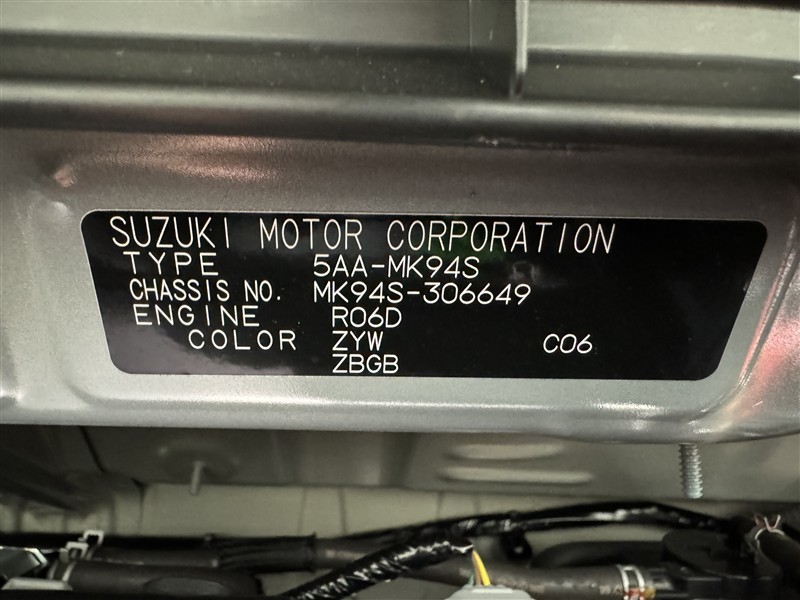 SUZUKI MOTOR CORPORATION
TYPE 5AA-MK94S
CHASSIS NO. MK94S-306649
ENGINE R06D
COLOR ZYW C06
ZBGB